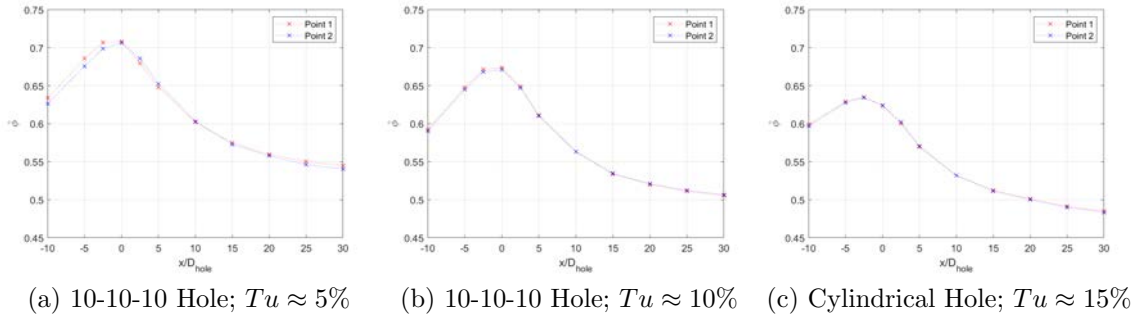 0.75
0.7
0.65
0.6
0.55
0.5
0.45
-10 -5 0 5 10 15 20 25 30
x/D_hole
Point 1
Point 2
(a) 10-10-10 Hole; Tu ≈ 5%
0.75
0.7
0.65
0.6
0.55
0.5
0.45
-10 -5 0 5 10 15 20 25 30
x/D_hole
Point 1
Point 2
(b) 10-10-10 Hole; Tu ≈ 10%
0.75
0.7
0.65
0.6
0.55
0.5
0.45
-10 -5 0 5 10 15 20 25 30
x/D_hole
Point 1
Point 2
(c) Cylindrical Hole; Tu ≈ 15%